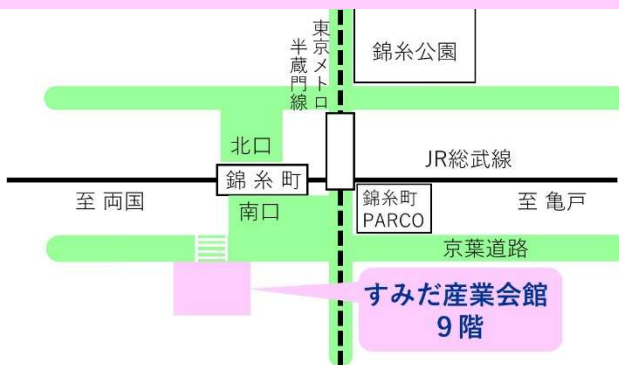 東京メトロ
半蔵門線
錦糸公園
北口
JR総武線
錦糸町
至 両国
南口
錦糸町
PARCO
至 亀戸
京葉道路
すみだ産業会館
9階